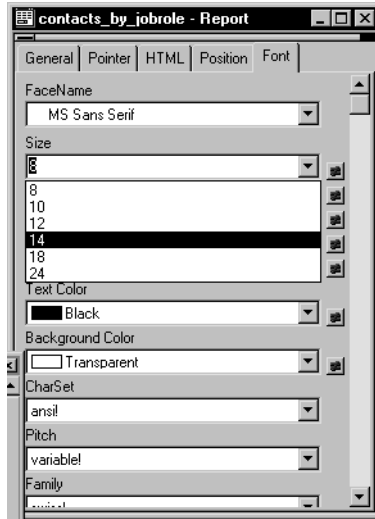 contacts_by_jobrole - Report
General Pointer HTML Position Font
FaceName
MS Sans Serif
Size
8
8
10
12
14
18
24
Text Color
Black
Background Color
Transparent
CharSet
ansi!
Pitch
variable!
Family